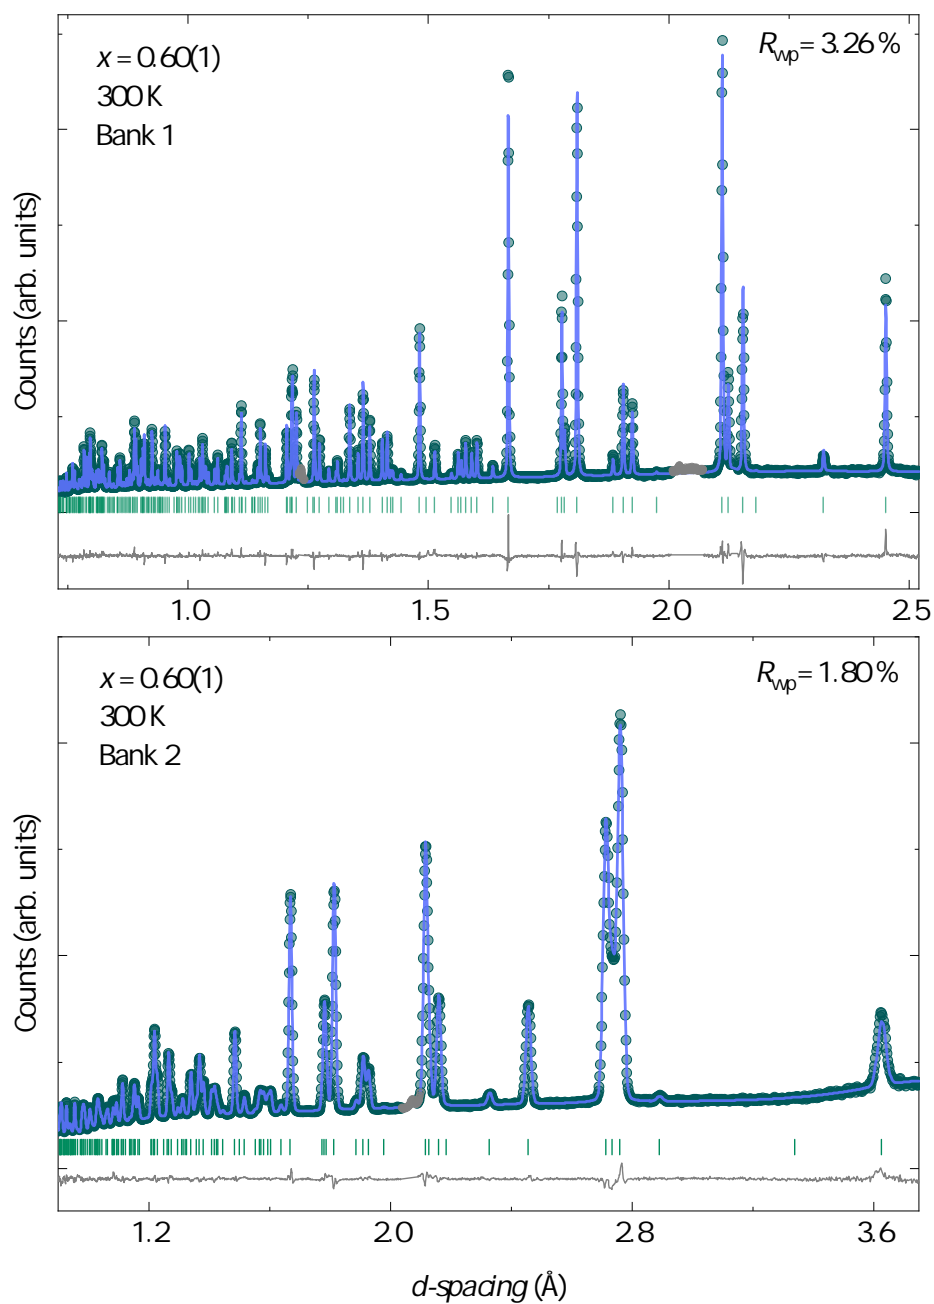 x = 0.60(1)
300 K
Bank 1
R_wp = 3.26 %
Counts (arb. units)
1.0 1.5 2.0 2.5
x = 0.60(1)
300 K
Bank 2
R_wp = 1.80 %
Counts (arb. units)
1.2 2.0 2.8 3.6
d-spacing (Å)